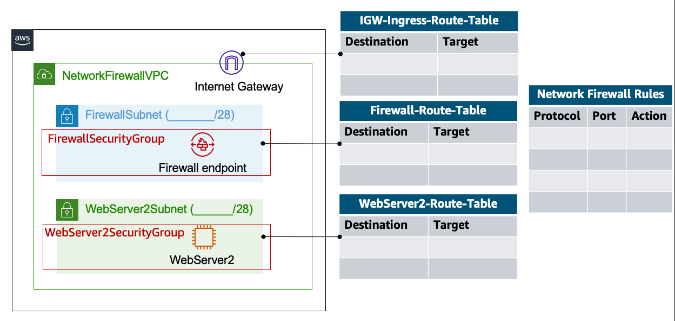 aws
NetworkFirewallVPC
Internet Gateway
FirewallSubnet (_______/28)
FirewallSecurityGroup
Firewall endpoint
WebServer2Subnet (______/28)
WebServer2SecurityGroup
WebServer2
IGW-Ingress-Route-Table
Destination Target
Firewall-Route-Table
Destination Target
WebServer2-Route-Table
Destination Target
Network Firewall Rules
Protocol Port Action